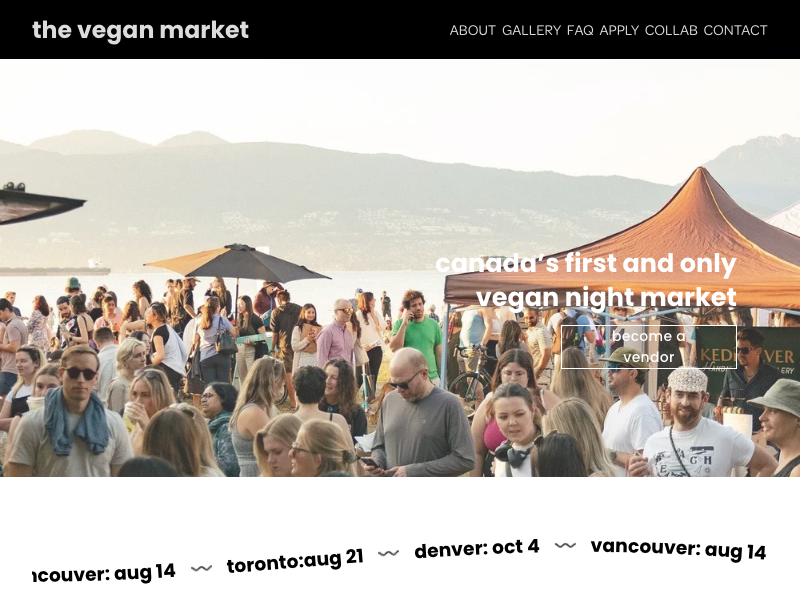 the vegan market
ABOUT GALLERY FAQ APPLY COLLAB CONTACT
canada's first and only
vegan night market
become a
vendor
ncouver: aug 14 toronto:aug 21 denver: oct 4 vancouver: aug 14